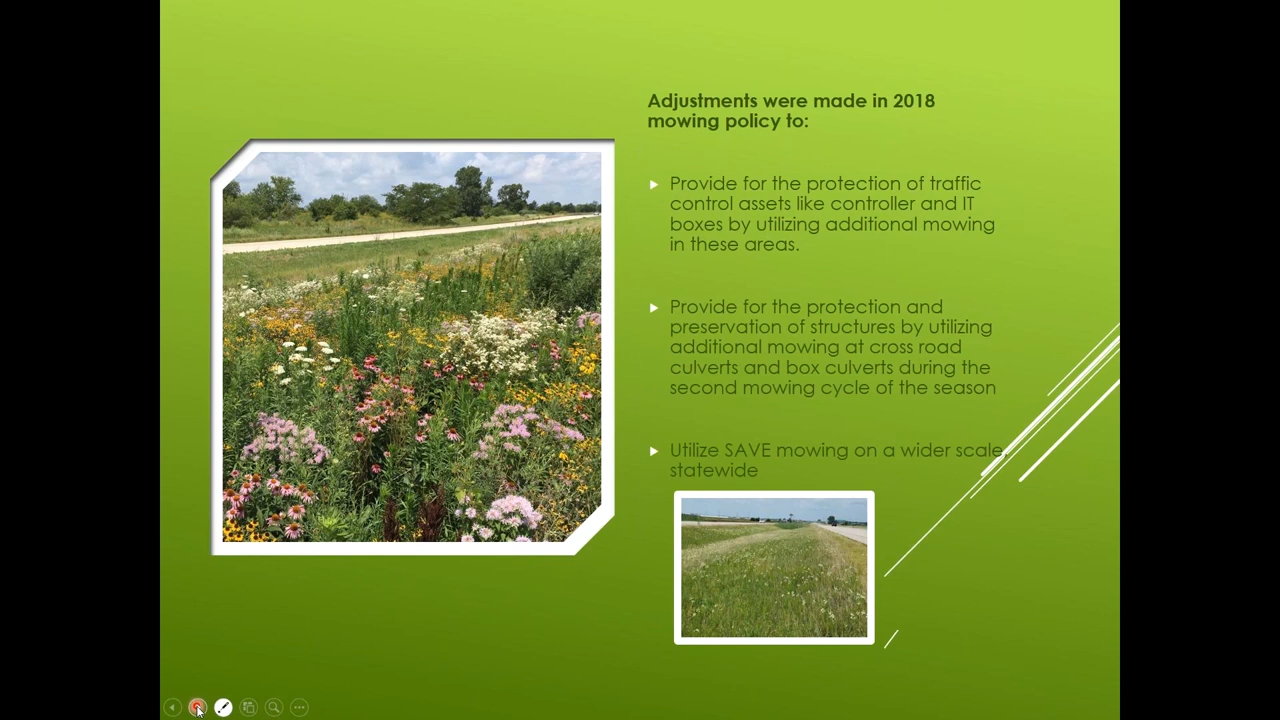 Adjustments were made in 2018
mowing policy to:
Provide for the protection of traffic
control assets like controller and IT
boxes by utilizing additional mowing
in these areas.
Provide for the protection and
preservation of structures by utilizing
additional mowing at cross road
culverts and box culverts during the
second mowing cycle of the season
Utilize SAVE mowing on a wider scale
statewide